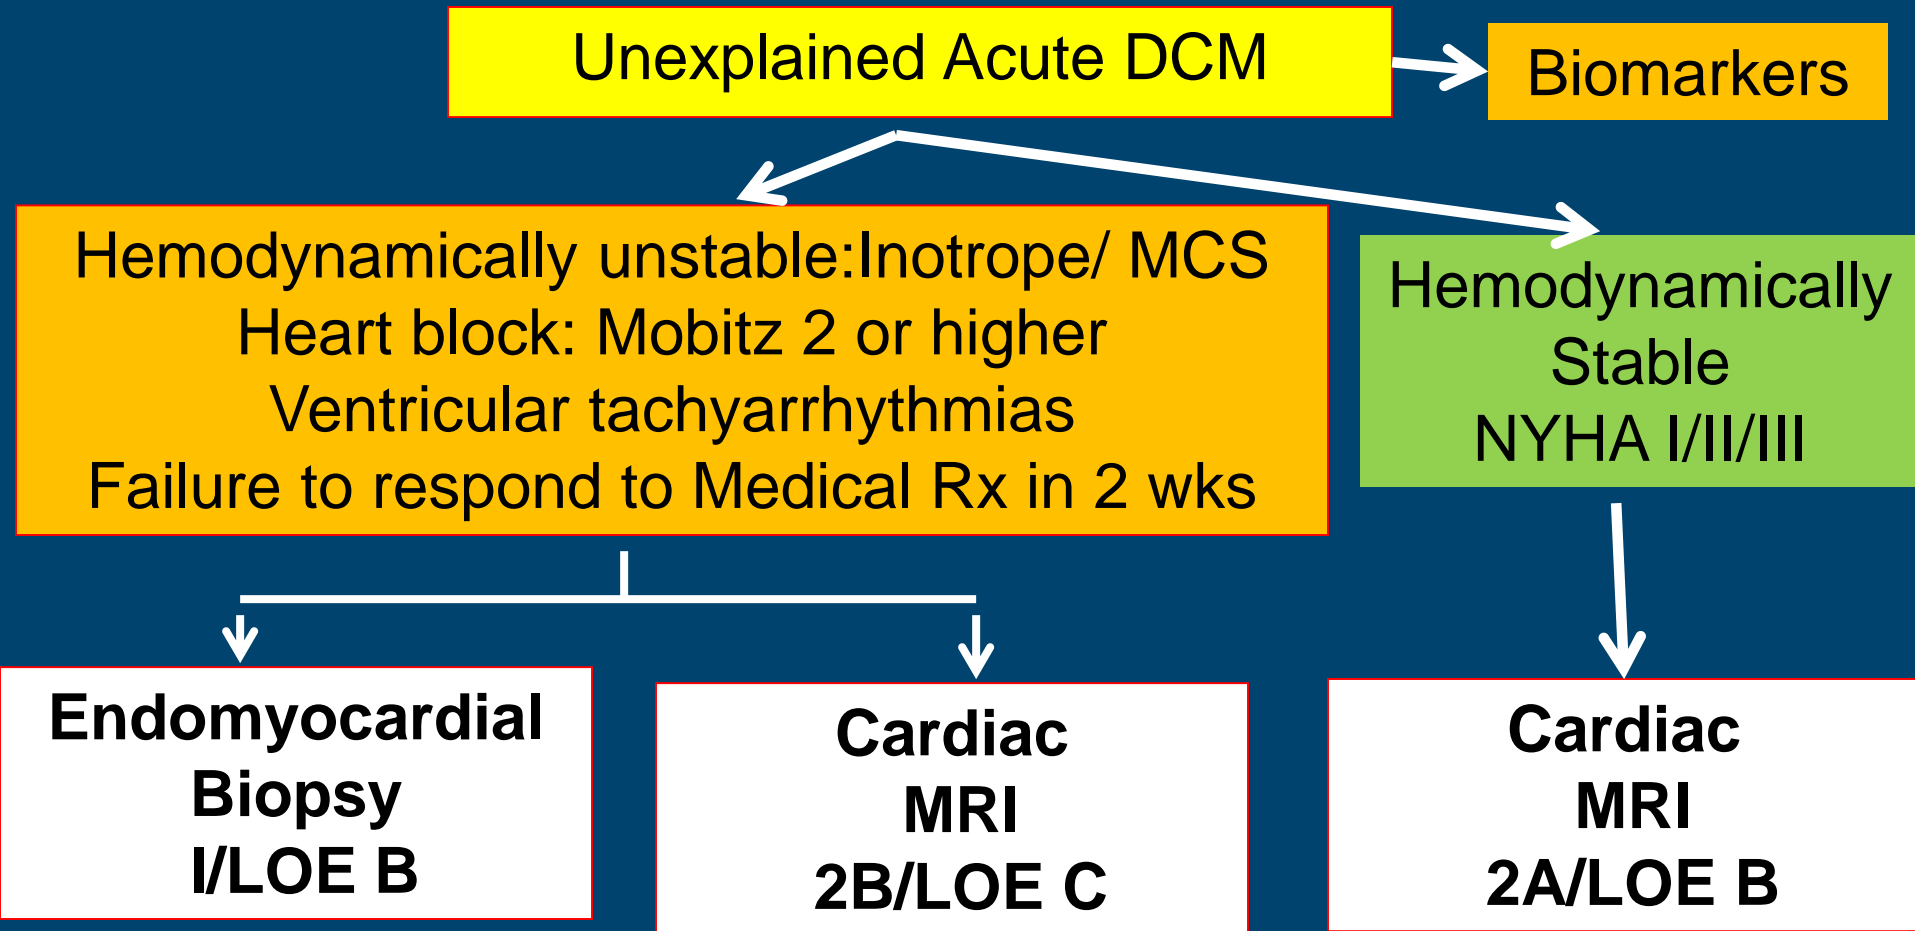 Unexplained Acute DCM
Biomarkers
Hemodynamically unstable:Inotrope/ MCS
Heart block: Mobitz 2 or higher
Ventricular tachyarrhythmias
Failure to respond to Medical Rx in 2 wks
Hemodynamically
Stable
NYHA I/II/III
Endomyocardial
Biopsy
I/LOE B
Cardiac
MRI
2B/LOE C
Cardiac
MRI
2A/LOE B